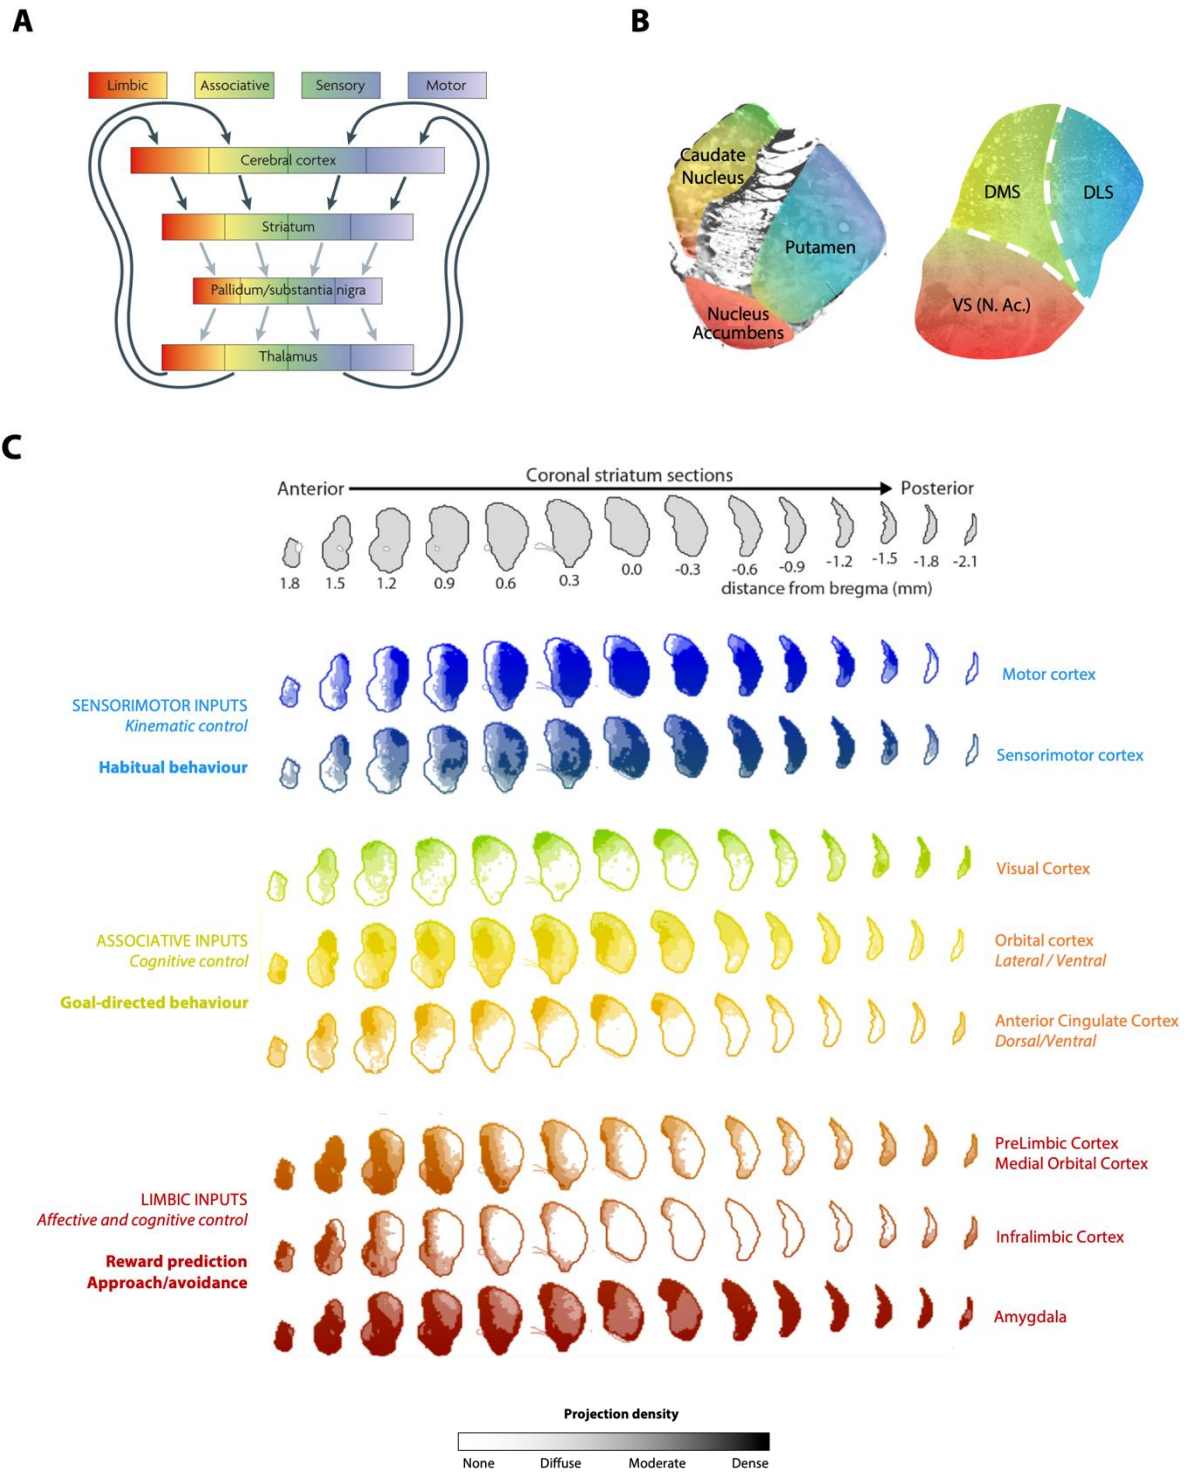 A
Limbic
Associative
Sensory
Motor
Cerebral cortex
Striatum
Pallidum/substantia nigra
Thalamus
B
Caudate
Nucleus
Putamen
Nucleus
Accumbens
DMS
DLS
VS (N. Ac.)
C
Coronal striatum sections
Anterior
Posterior
1.8
1.5
1.2
0.9
0.6
0.3
0.0
-0.3
-0.6
-0.9
-1.2
-1.5
-1.8
-2.1
distance from bregma (mm)
SENSORIMOTOR INPUTS
Kinematic control
Habitual behaviour
Motor cortex
Sensorimotor cortex
ASSOCIATIVE INPUTS
Cognitive control
Goal-directed behaviour
Visual Cortex
Orbital cortex
Lateral / Ventral
Anterior Cingulate Cortex
Dorsal/Ventral
LIMBIC INPUTS
Affective and cognitive control
Reward prediction
Approach/avoidance
PreLimbic Cortex
Medial Orbital Cortex
Infralimbic Cortex
Amygdala
Projection density
None
Diffuse
Moderate
Dense